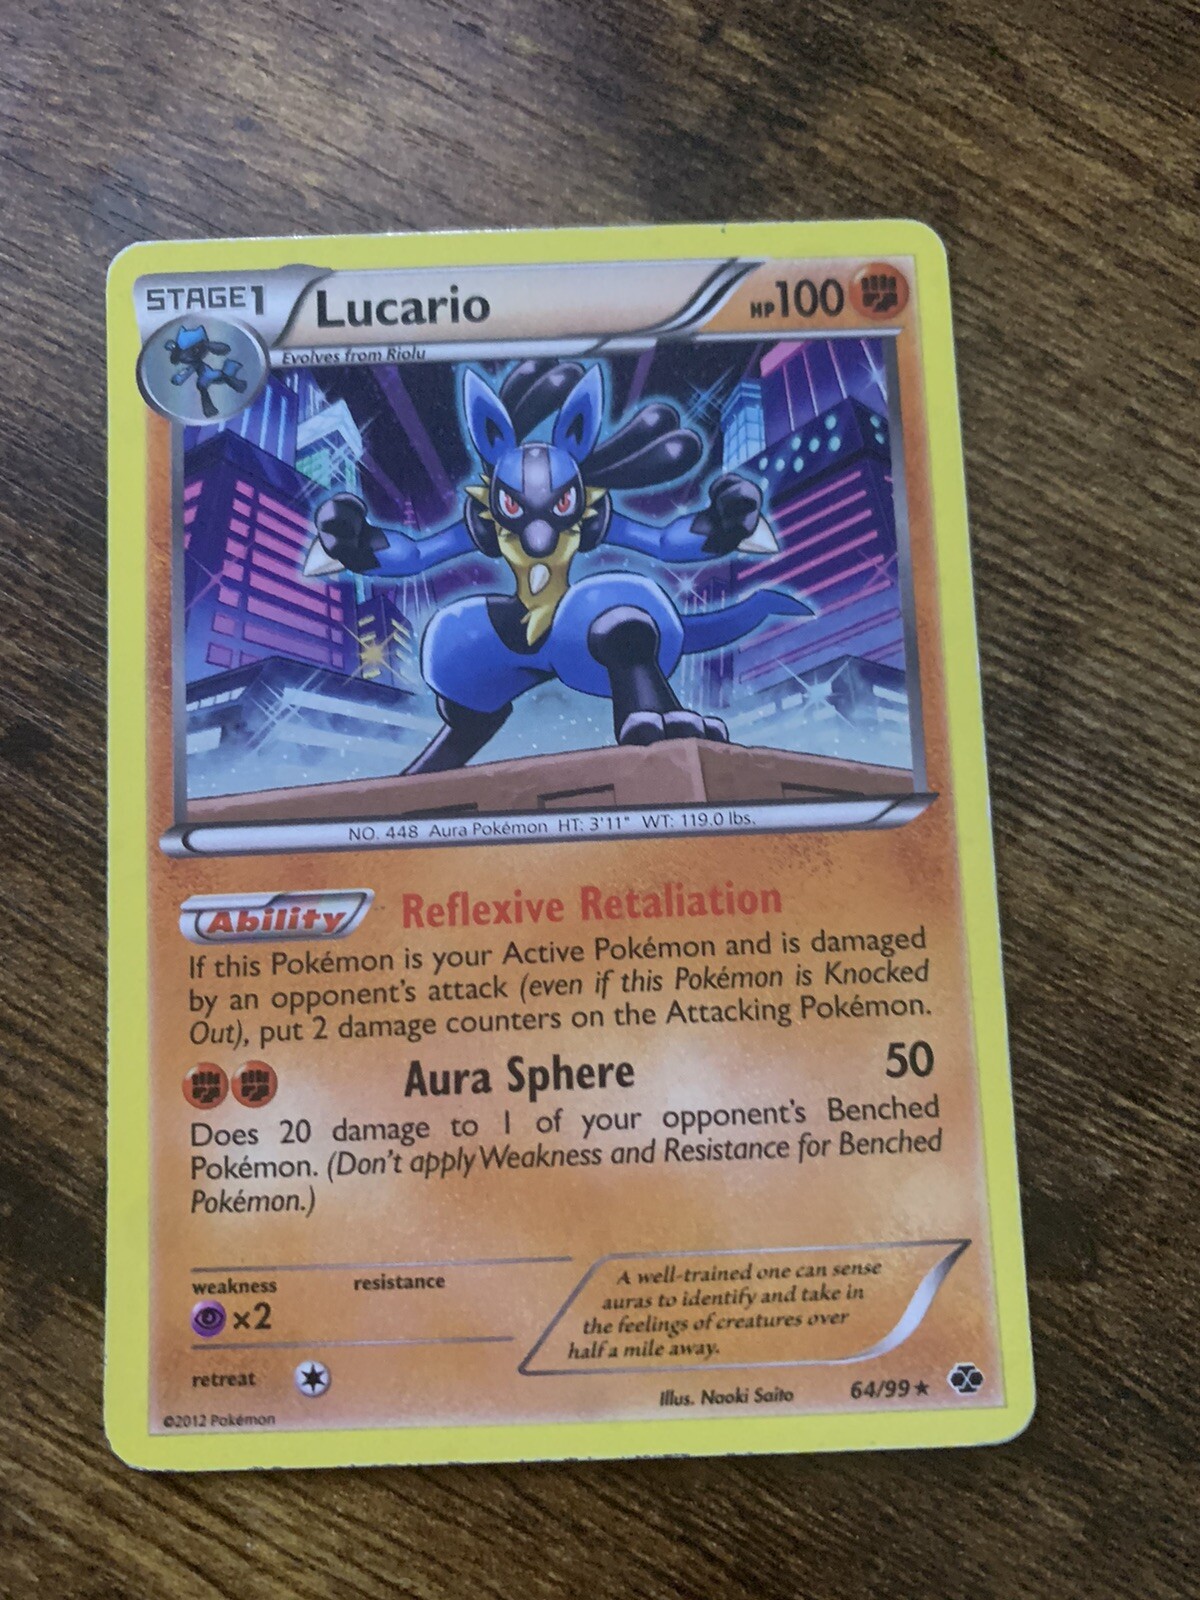 STAGE1 Lucario HP100
Evolves from Riolu
NO. 448 Aura Pokémon HT: 3'11" WT: 119.0 lbs.
Ability Reflexive Retaliation
If this Pokémon is your Active Pokémon and is damaged
by an opponent's attack (even if this Pokémon is Knocked
Out), put 2 damage counters on the Attacking Pokémon.
Aura Sphere 50
Does 20 damage to 1 of your opponent's Benched
Pokémon. (Don't apply Weakness and Resistance for Benched
Pokémon.)
weakness resistance
×2
retreat
A well-trained one can sense
auras to identify and take in
the feelings of creatures over
half a mile away.
Illus. Naoki Saito 64/99★
©2012 Pokémon